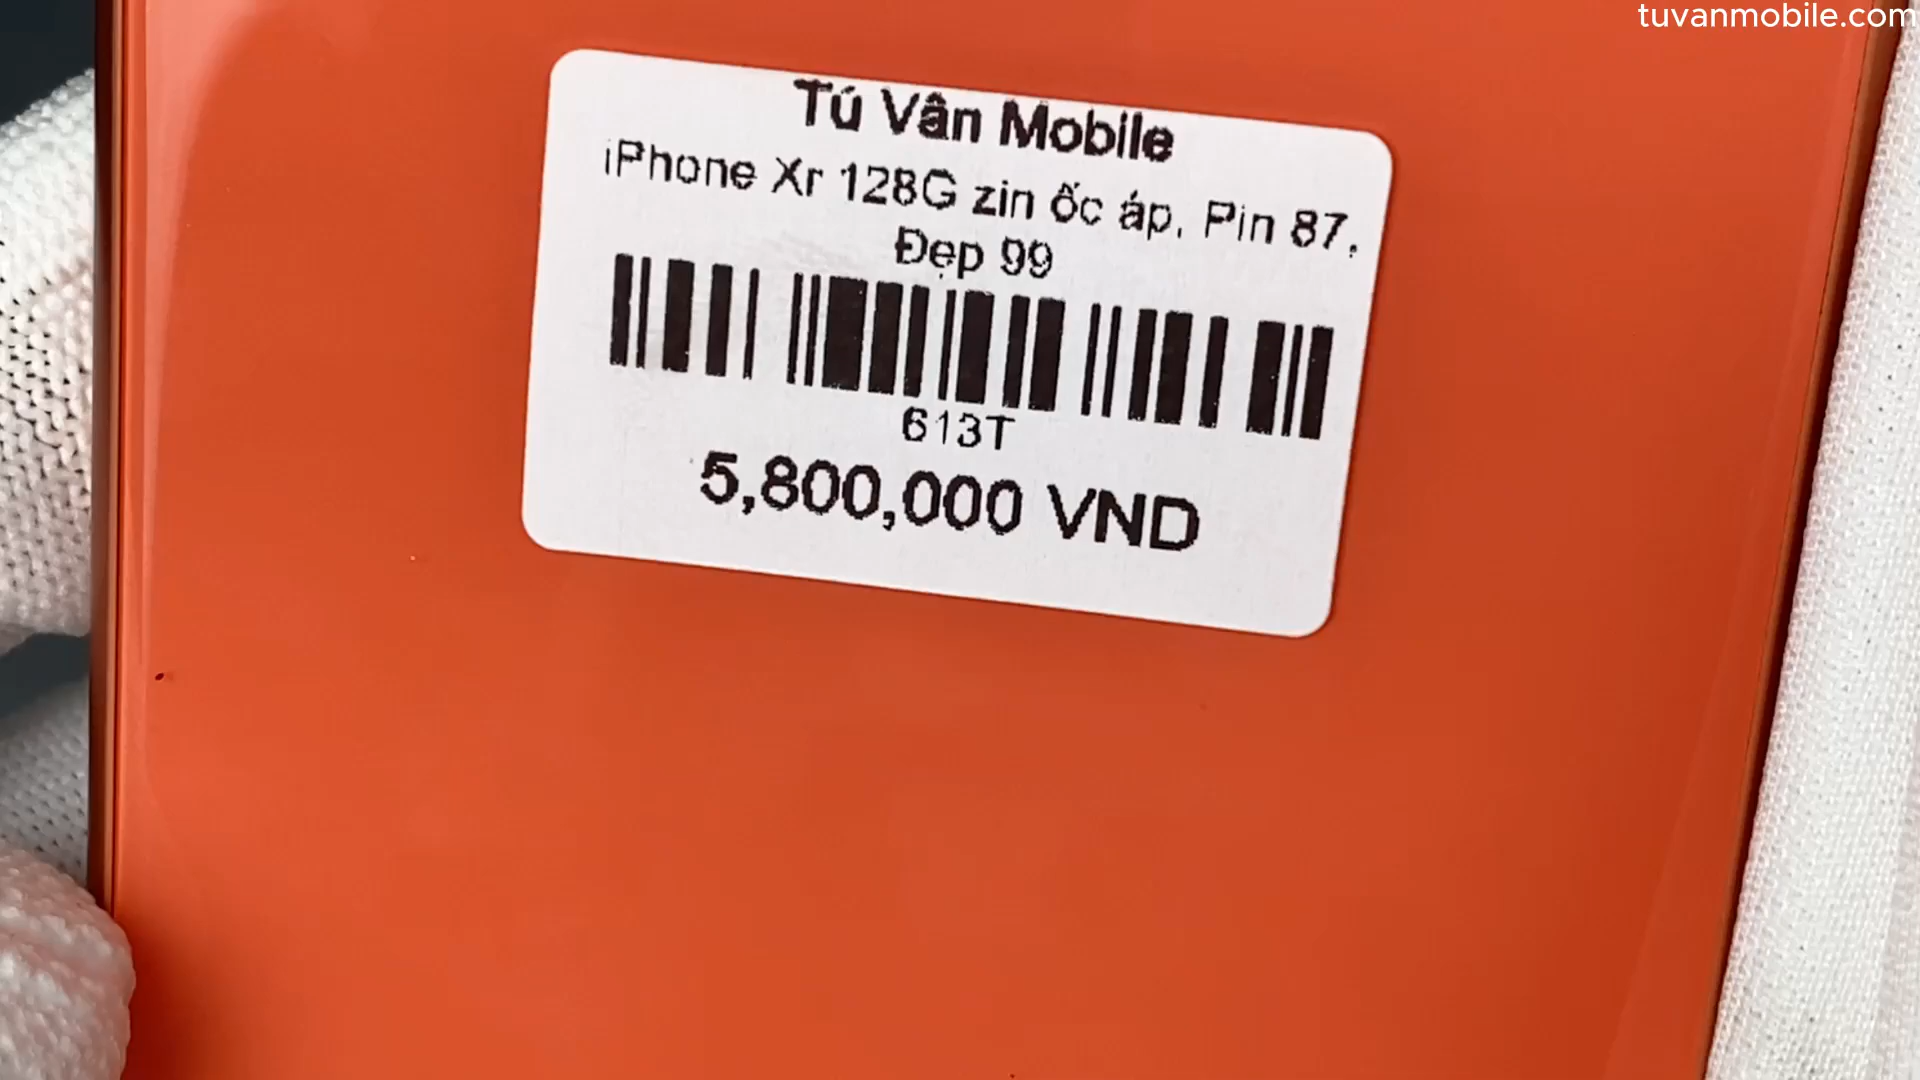 tuvanmobile.com
Tú Vân Mobile
iPhone Xr 128G zin ốc áp, Pin 87,
Đẹp 99
613T
5,800,000 VND